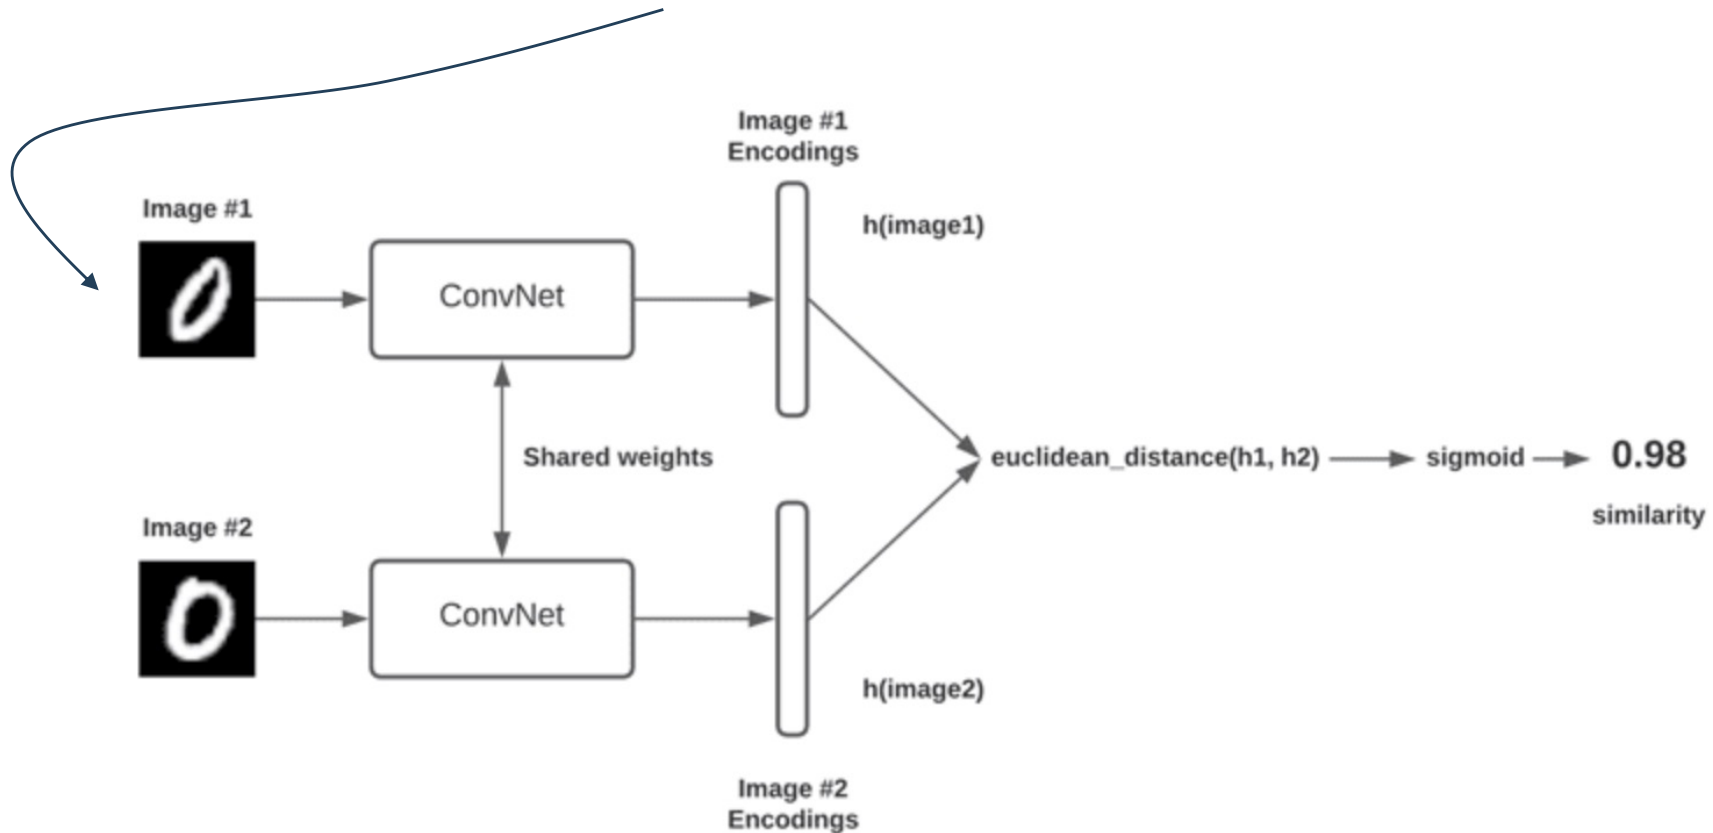 Image #1
Encodings
Image #1
h(image1)
ConvNet
Shared weights
euclidean_distance(h1, h2)
sigmoid
0.98
similarity
Image #2
ConvNet
h(image2)
Image #2
Encodings